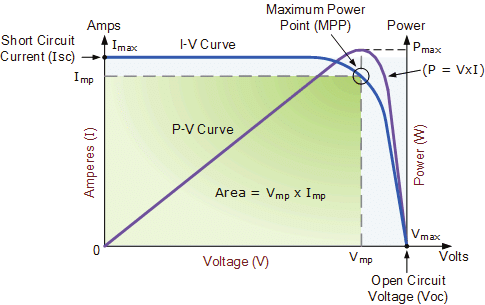 Amps
Maximum Power
Point (MPP)
Power
Short Circuit
Current (Isc)
Imax
I-V Curve
Pmax
Imp
(P = VxI)
P-V Curve
Amperes (I)
Power (W)
Area = Vmp x Imp
0
Voltage (V)
Vmp
Vmax
Volts
Open Circuit
Voltage (Voc)